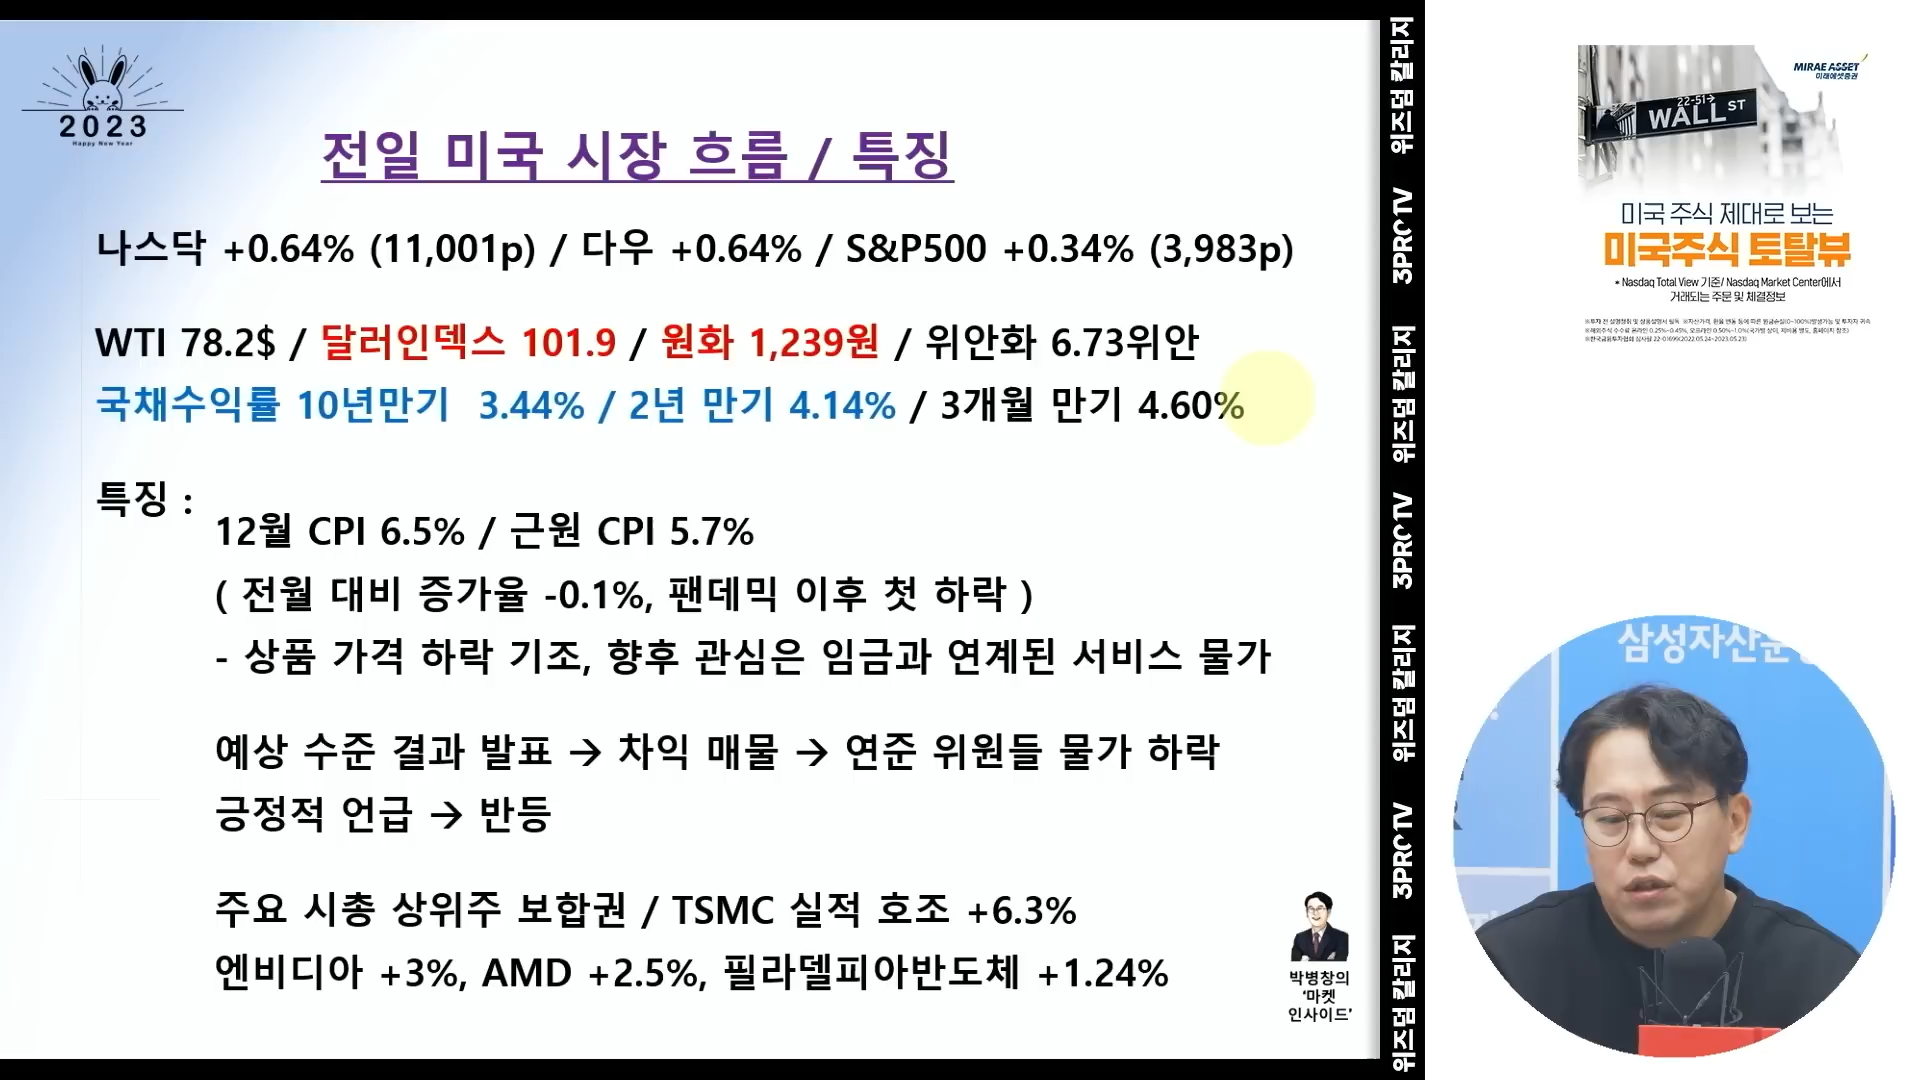 2023
Happy New Year
전일 미국 시장 흐름 / 특징
나스닥 +0.64% (11,001p) / 다우 +0.64% / S&P500 +0.34% (3,983p)
WTI 78.2$ / 달러인덱스 101.9 / 원화 1,239원 / 위안화 6.73위안
국채수익률 10년만기 3.44% / 2년 만기 4.14% / 3개월 만기 4.60%
특징 :
12월 CPI 6.5% / 근원 CPI 5.7%
( 전월 대비 증가율 -0.1%, 팬데믹 이후 첫 하락 )
- 상품 가격 하락 기조, 향후 관심은 임금과 연계된 서비스 물가
예상 수준 결과 발표 → 차익 매물 → 연준 위원들 물가 하락
긍정적 언급 → 반등
주요 시총 상위주 보합권 / TSMC 실적 호조 +6.3%
엔비디아 +3%, AMD +2.5%, 필라델피아반도체 +1.24%
박병창의
‘마켓
인사이드’
위즈덤 칼리지
3PROTV
위즈덤 칼리지
3PROTV
위즈덤 칼리지
3PROTV
위즈덤 칼리지
MIRAE ASSET
미래에셋증권
22-51→
WALL ST
미국 주식 제대로 보는
미국주식 토탈뷰
* Nasdaq Total View 기준/ Nasdaq Market Center에서
거래되는 주문 및 체결정보
삼성자산운